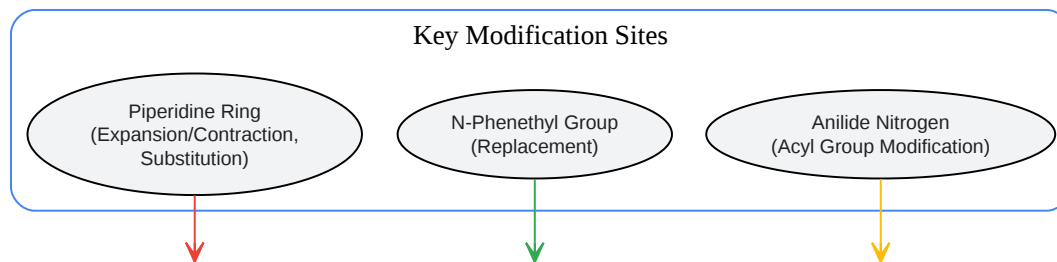 Key Modification Sites
Piperidine Ring
(Expansion/Contraction,
Substitution)
N-Phenethyl Group
(Replacement)
Anilide Nitrogen
(Acyl Group Modification)